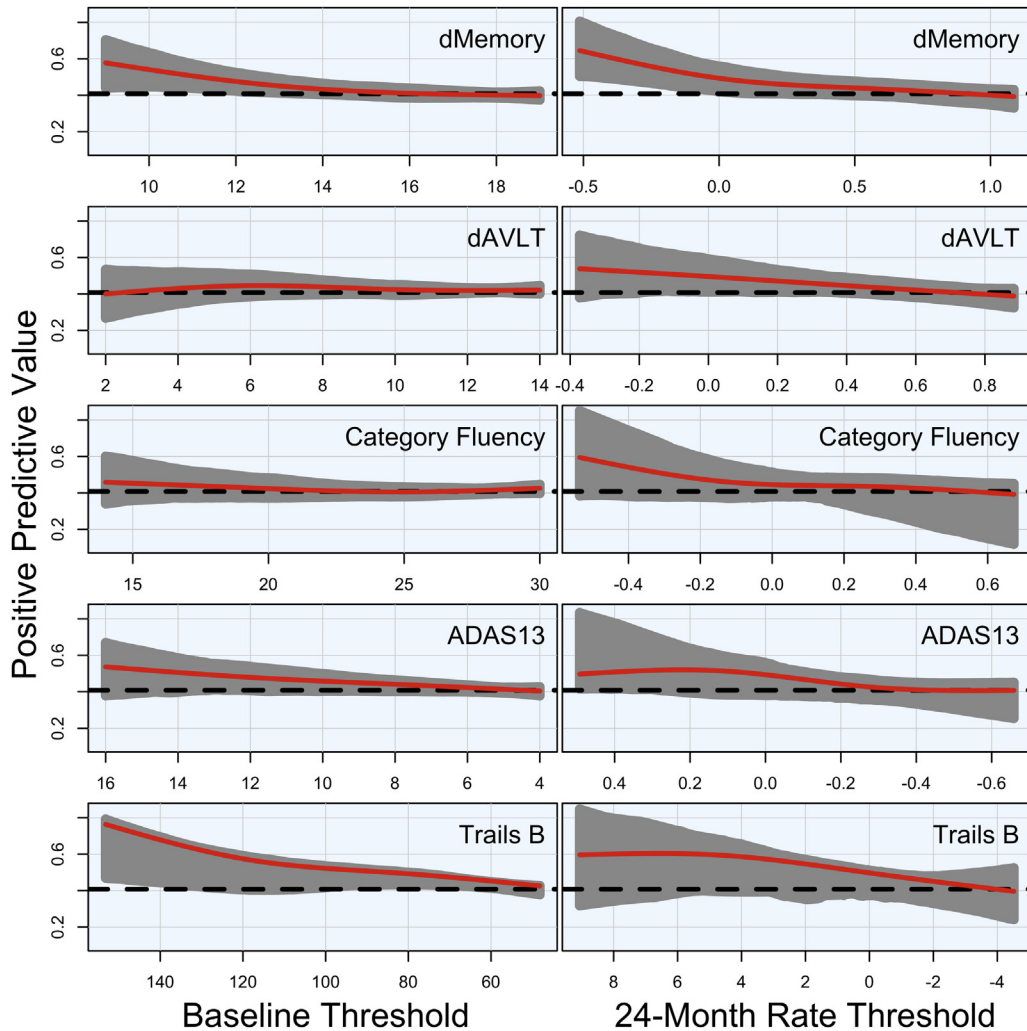 dMemory dMemory
0.6
0.2
10 12 14 16 18 -0.5 0.0 0.5 1.0
dAVLT dAVLT
0.6
0.2
2 4 6 8 10 12 14 -0.4 -0.2 0.0 0.2 0.4 0.6 0.8
Category Fluency Category Fluency
0.6
0.2
15 20 25 30 -0.4 -0.2 0.0 0.2 0.4 0.6
ADAS13 ADAS13
0.6
0.2
16 14 12 10 8 6 4 0.4 0.2 0.0 -0.2 -0.4 -0.6
Trails B Trails B
0.6
0.2
140 120 100 80 60 8 6 4 2 0 -2 -4
Positive Predictive Value
Baseline Threshold 24-Month Rate Threshold